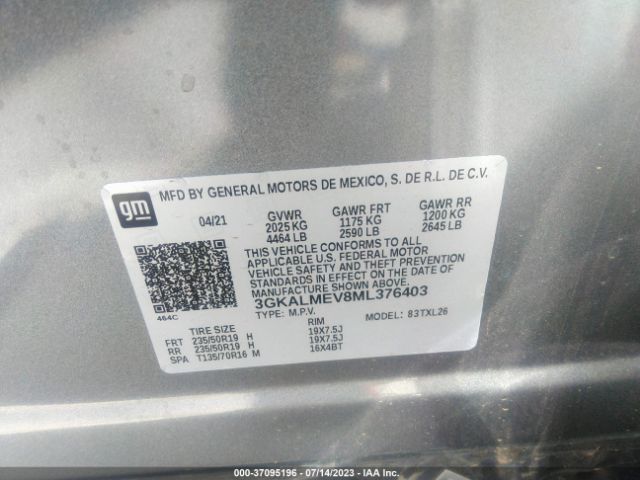 gm
MFD BY GENERAL MOTORS DE MEXICO, S. DE R.L. DE C.V.
04/21 GVWR GAWR FRT GAWR RR
2025 KG 1175 KG 1200 KG
4464 LB 2590 LB 2645 LB
THIS VEHICLE CONFORMS TO ALL
APPLICABLE U.S. FEDERAL MOTOR
VEHICLE SAFETY AND THEFT
PREVENTION STANDARDS IN EFFECT
ON THE DATE OF MANUFACTURE
SHOWN ABOVE.
3GKALMEV8ML376403
464C TYPE: M.P.V. MODEL: 83TXL26
TIRE SIZE RIM
FRT 235/50R19 H 19X7.5J
RR 235/50R19 H 19X7.5J
SPA T135/70R16 M 16X4BT
000-37095196 - 07/14/2023 - IAA Inc.